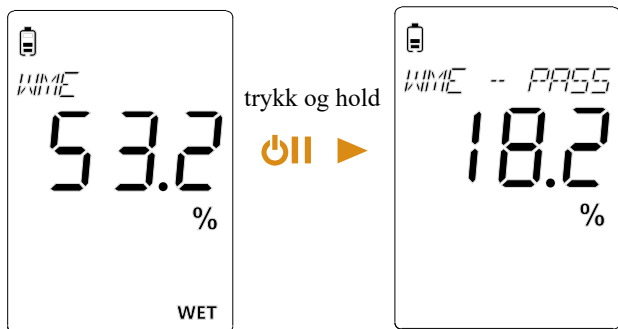 WME
53.2
%
WET
trykk og hold
WME -- PASS
18.2
%